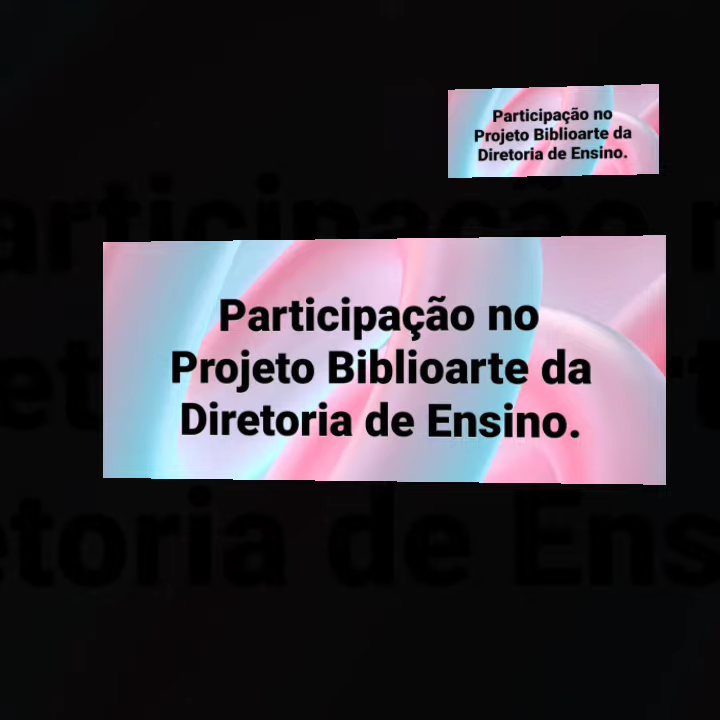 Participação no
Projeto Biblioarte da
Diretoria de Ensino.
Participação no
Projeto Biblioarte da
Diretoria de Ensino.